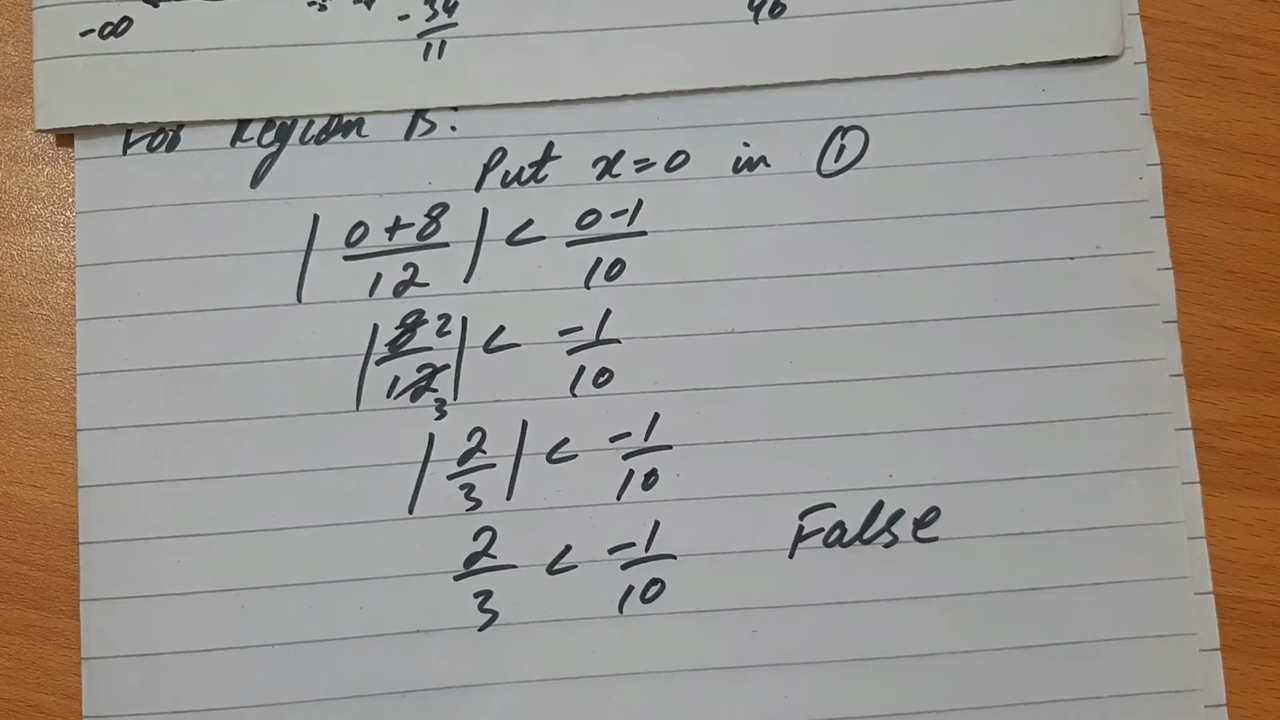 -∞ -34/11 46
For Region B:
Put x=0 in ①
|0+8/12| < 0-1/10
|8 2/12 3| < -1/10
|2/3| < -1/10
2/3 < -1/10 False